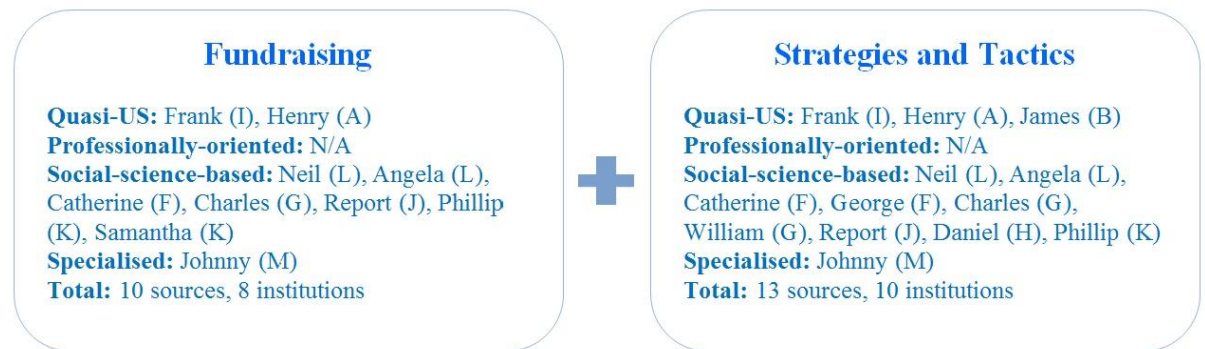 Fundraising
Quasi-US: Frank (I), Henry (A)
Professionally-oriented: N/A
Social-science-based: Neil (L), Angela (L),
Catherine (F), Charles (G), Report (J), Phillip
(K), Samantha (K)
Specialised: Johnny (M)
Total: 10 sources, 8 institutions
Strategies and Tactics
Quasi-US: Frank (I), Henry (A), James (B)
Professionally-oriented: N/A
Social-science-based: Neil (L), Angela (L),
Catherine (F), George (F), Charles (G),
William (G), Report (J), Daniel (H), Phillip (K)
Specialised: Johnny (M)
Total: 13 sources, 10 institutions